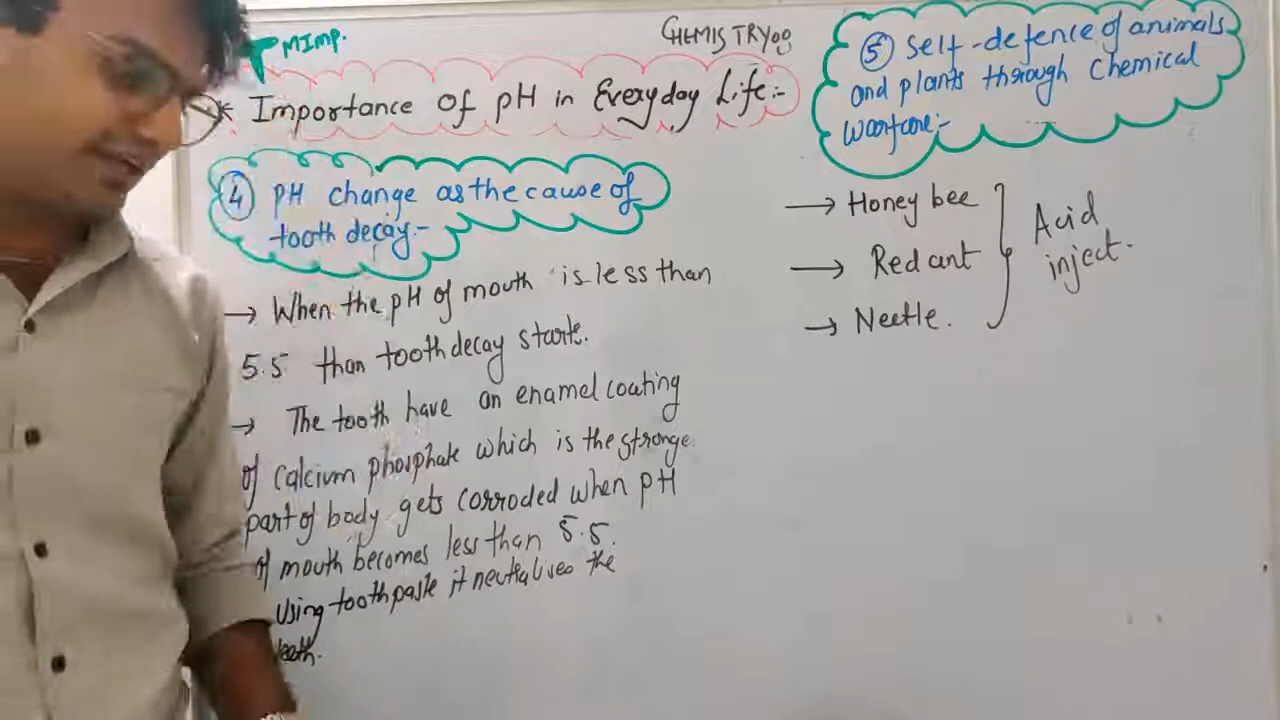 MImp.
CHEMISTRY
* Importance of pH in Everyday Life:-
4 PH change as the cause of
tooth decay:-
→ When the pH of mouth is less than
5.5 than tooth decay starts.
→ The tooth have an enamel coating
of calcium phosphate which is the stronge
part of body gets corroded when pH
of mouth becomes less than 5.5.
Using toothpaste it neutralises the
teeth.
5 Self-defence of animals
and plants through Chemical
Warfare:-
→ Honey bee
→ Red ant
→ Neetle.
Acid
inject.